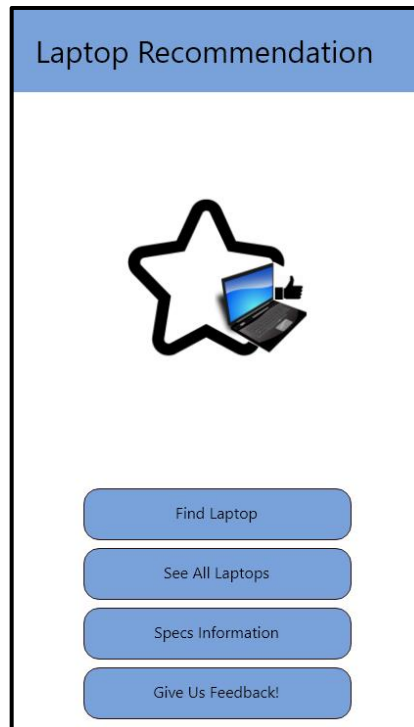 Laptop Recommendation
Find Laptop
See All Laptops
Specs Information
Give Us Feedback!